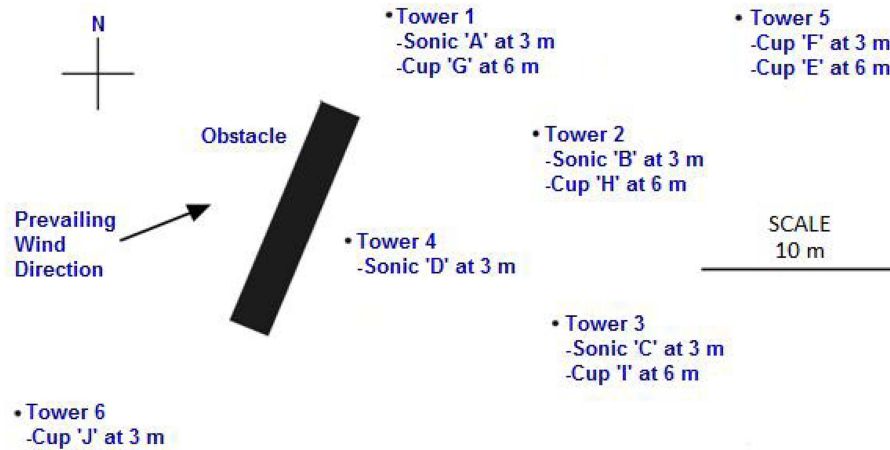 N
Tower 1
-Sonic 'A' at 3 m
-Cup 'G' at 6 m
Tower 5
-Cup 'F' at 3 m
-Cup 'E' at 6 m
Obstacle
Tower 2
-Sonic 'B' at 3 m
-Cup 'H' at 6 m
Prevailing
Wind
Direction
Tower 4
-Sonic 'D' at 3 m
SCALE
10 m
Tower 3
-Sonic 'C' at 3 m
-Cup 'I' at 6 m
Tower 6
-Cup 'J' at 3 m